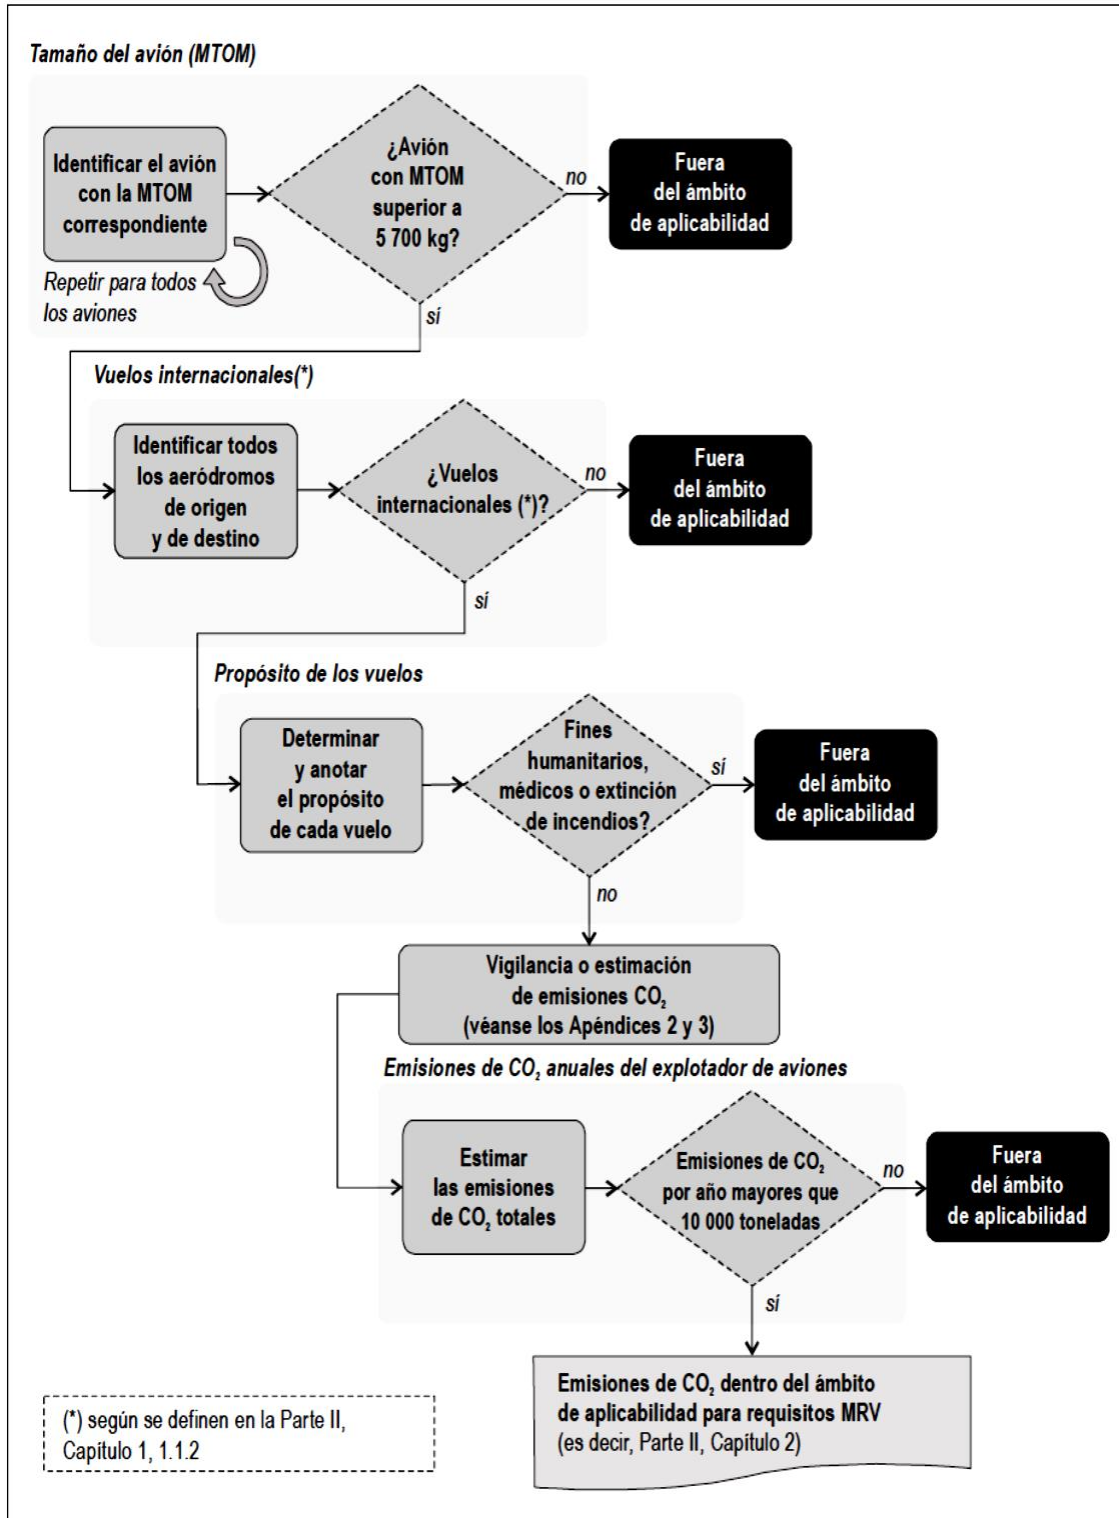 Tamaño del avión (MTOM)
Identificar el avión
con la MTOM
correspondiente
Repetir para todos
los aviones
¿Avión
con MTOM
superior a
5 700 kg?
no
Fuera
del ámbito
de aplicabilidad
sí
Vuelos internacionales(*)
Identificar todos
los aeródromos
de origen
y de destino
¿Vuelos
internacionales (*)?
no
Fuera
del ámbito
de aplicabilidad
sí
Propósito de los vuelos
Determinar
y anotar
el propósito
de cada vuelo
Fines
humanitarios,
médicos o extinción
de incendios?
sí
Fuera
del ámbito
de aplicabilidad
no
Vigilancia o estimación
de emisiones CO₂
(véanse los Apéndices 2 y 3)
Emisiones de CO₂ anuales del explotador de aviones
Estimar
las emisiones
de CO₂ totales
Emisiones de CO₂
por año mayores que
10 000 toneladas
no
Fuera
del ámbito
de aplicabilidad
sí
Emisiones de CO₂ dentro del ámbito
de aplicabilidad para requisitos MRV
(es decir, Parte II, Capítulo 2)
(*) según se definen en la Parte II,
Capítulo 1, 1.1.2